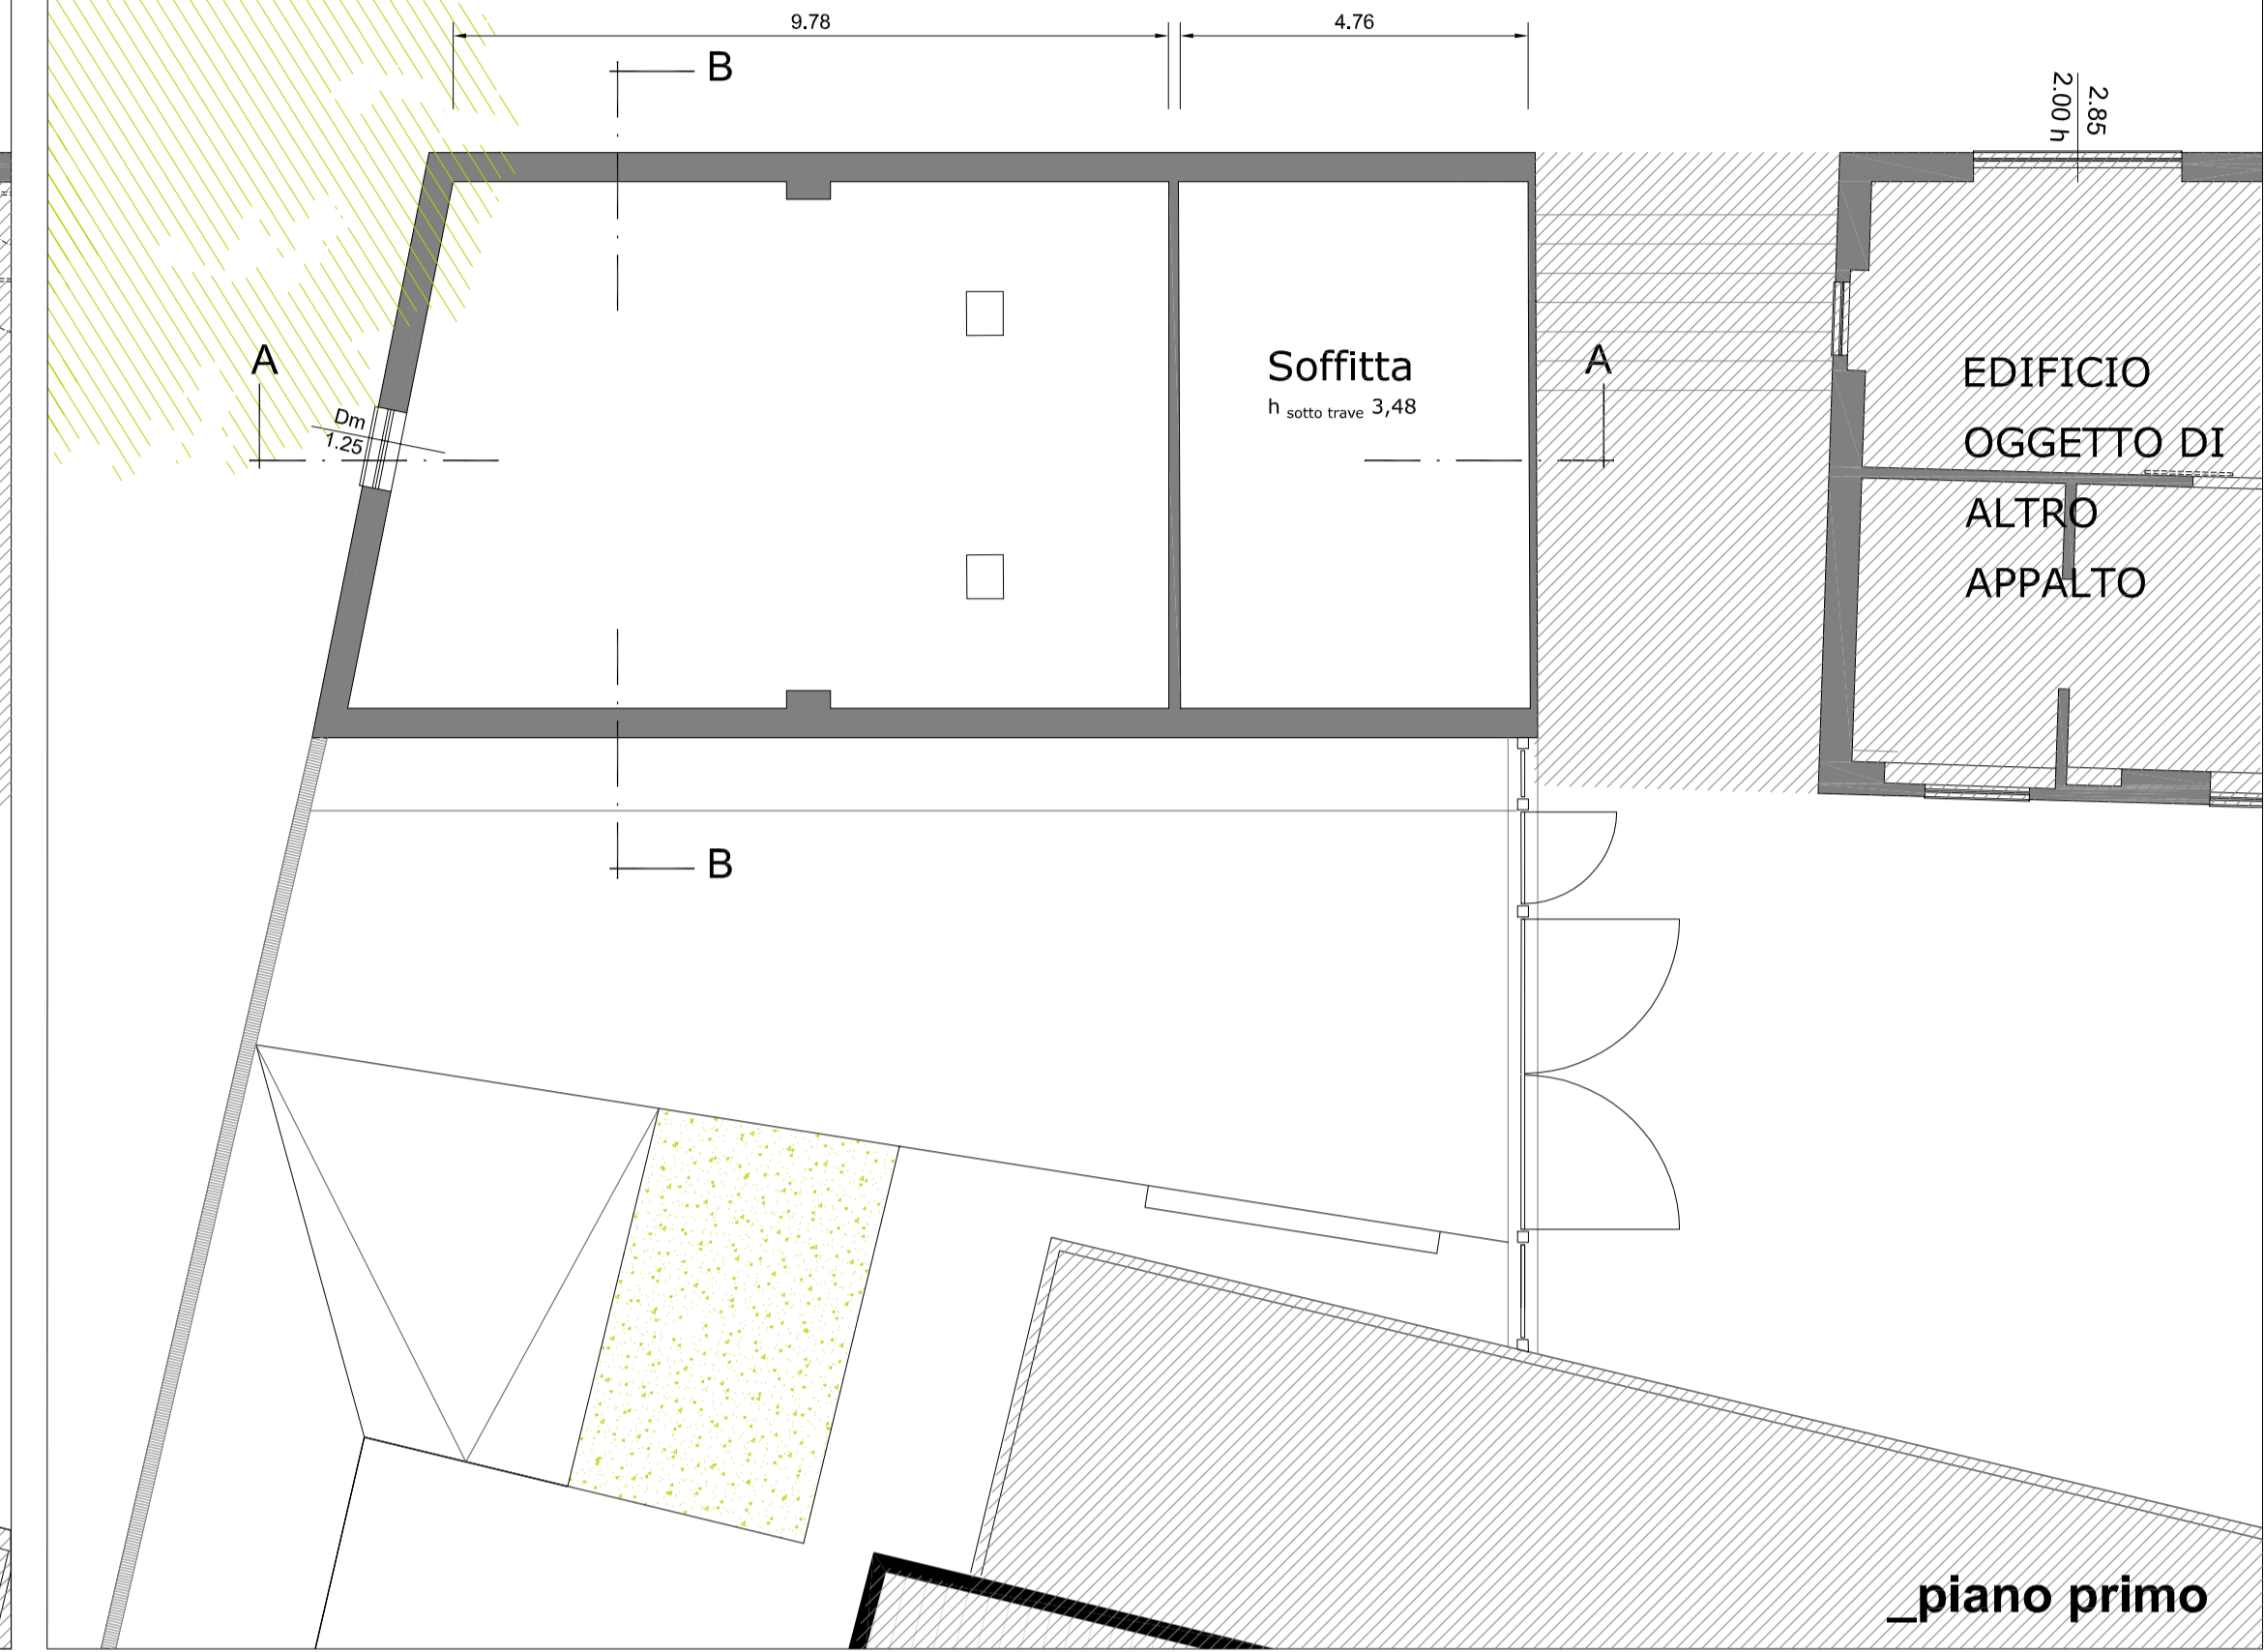 9.78
4.76
B
2.85
2.00 h
A
Dm
1.25
Soffitta
h sotto trave 3,48
A
EDIFICIO
OGGETTO DI
ALTRO
APPALTO
B
_piano primo